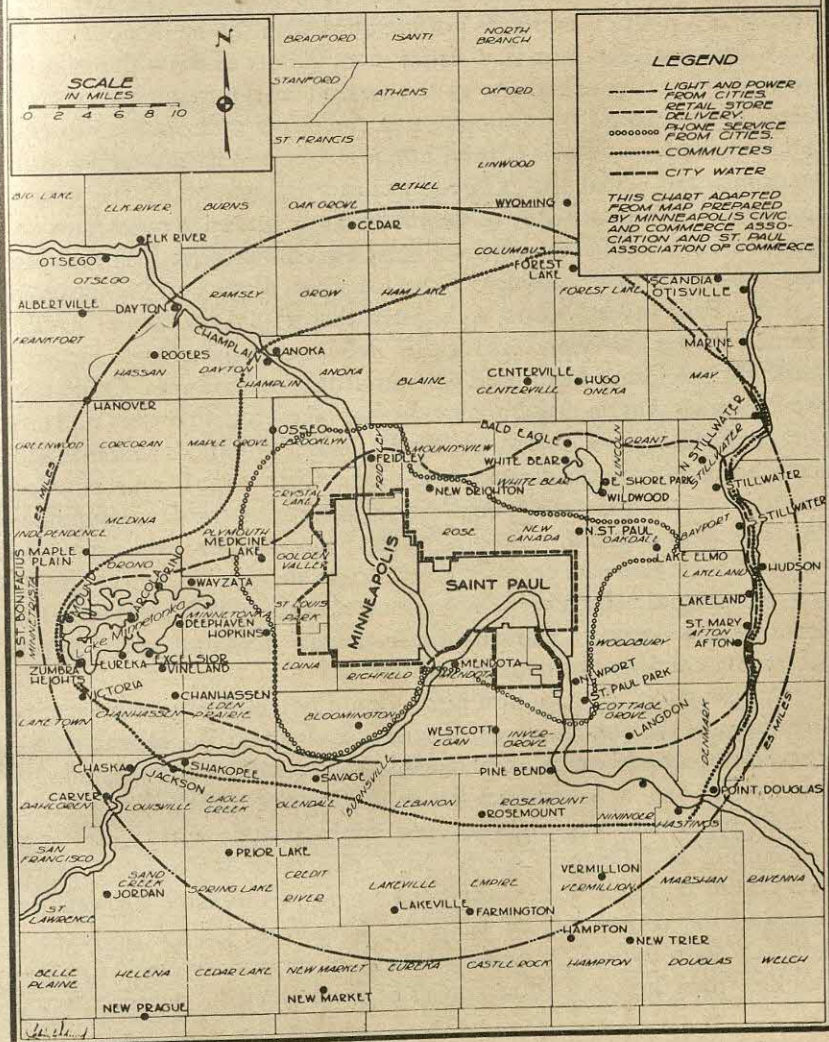 BRADFORD
ISANTI
NORTH
BRANCH
N
SCALE
IN MILES
0 2 4 6 8 10
STANFORD
ATHENS
OXFORD
ST FRANCIS
LINWOOD
BETHEL
LEGEND
LIGHT AND POWER
FROM CITIES.
RETAIL STORE
DELIVERY.
PHONE SERVICE
FROM CITIES.
COMMUTERS
CITY WATER
THIS CHART ADAPTED
FROM MAP PREPARED
BY MINNEAPOLIS CIVIC
AND COMMERCE ASSO-
CIATION AND ST. PAUL
ASSOCIATION OF COMMERCE
BIG LAKE
ELK RIVER
BURNS
OAK GROVE
WYOMING
CEDAR
ELK RIVER
OTSEGO
OTSEGO
COLUMBUS
FOREST
LAKE
SCANDIA
OTISVILLE
RAMSEY
GROW
HAM LAKE
FOREST LAKE
ALBERTVILLE
DAYTON
FRANKFORT
CHAMPLAIN
ANOKA
MARINE
ROGERS
HASSAN
DAYTON
CHAMPLIN
ANOKA
BLAINE
CENTERVILLE
CENTERVILLE
HUGO
ONEKA
MAY
HANOVER
GREENWOOD
CORCORAN
MAPLE GROVE
OSSEO
BROOKLYN
FRIDLEY
FRIDLEY
MOUNDSVIEW
BALD EAGLE
LINCOLN
GRANT
N STILLWATER
STILLWATER
WHITE BEAR
WHITE BEAR
E. SHORE PARK
WILDWOOD
STILLWATER
25 MILES
CRYSTAL
LAKE
NEW BRIGHTON
INDEPENDENCE
MEDINA
PLYMOUTH
MEDICINE
LAKE
GOLDEN
VALLEY
ROSE
NEW
CANADA
N. ST. PAUL
OAKDALE
BAYPORT
STILLWATER
MAPLE
PLAIN
ORONO
LAKE ELMO
LAKELAND
HUDSON
MINNEAPOLIS
SAINT PAUL
ST. BONIFACIUS
MINNETRISTA
MOUND
WAYZATA
Lake Minnetonka
MINNETONKA
DEEPHAVEN
HOPKINS
ST LOUIS
PARK
LAKELAND
ST. MARY
AFTON
AFTON
WOODBURY
ZUMBRA
HEIGHTS
EUREKA
EXCELSIOR
VINELAND
EDINA
RICHFIELD
MENDOTA
MENDOTA
NEWPORT
ST. PAUL PARK
VICTORIA
CHANHASSEN
LAKETOWN
CHANHASSEN
EDEN
PRAIRIE
BLOOMINGTON
COTTAGE
GROVE
LANGDON
DENMARK
25 MILES
WESTCOTT
EGAN
INVER-
GROVE
CHASKA
JACKSON
SHAKOPEE
SAVAGE
BURNSVILLE
PINE BEND
CARVER
DAHLGREN
LOUISVILLE
EAGLE
CREEK
GLENDALE
LEBANON
ROSEMOUNT
ROSEMOUNT
NININGER
POINT, DOUGLAS
HASTINGS
SAN
FRANCISCO
PRIOR LAKE
SAND
CREEK
JORDAN
SPRING LAKE
CREDIT
RIVER
LAKEVILLE
LAKEVILLE
EMPIRE
FARMINGTON
VERMILLION
VERMILLION
MARSHAN
RAVENNA
ST
LAWRENCE
HAMPTON
NEW TRIER
BELLE
PLAINE
HELENA
CEDAR LAKE
NEW MARKET
EUREKA
CASTLE ROCK
HAMPTON
DOUGLAS
WELCH
NEW MARKET
NEW PRAGUE